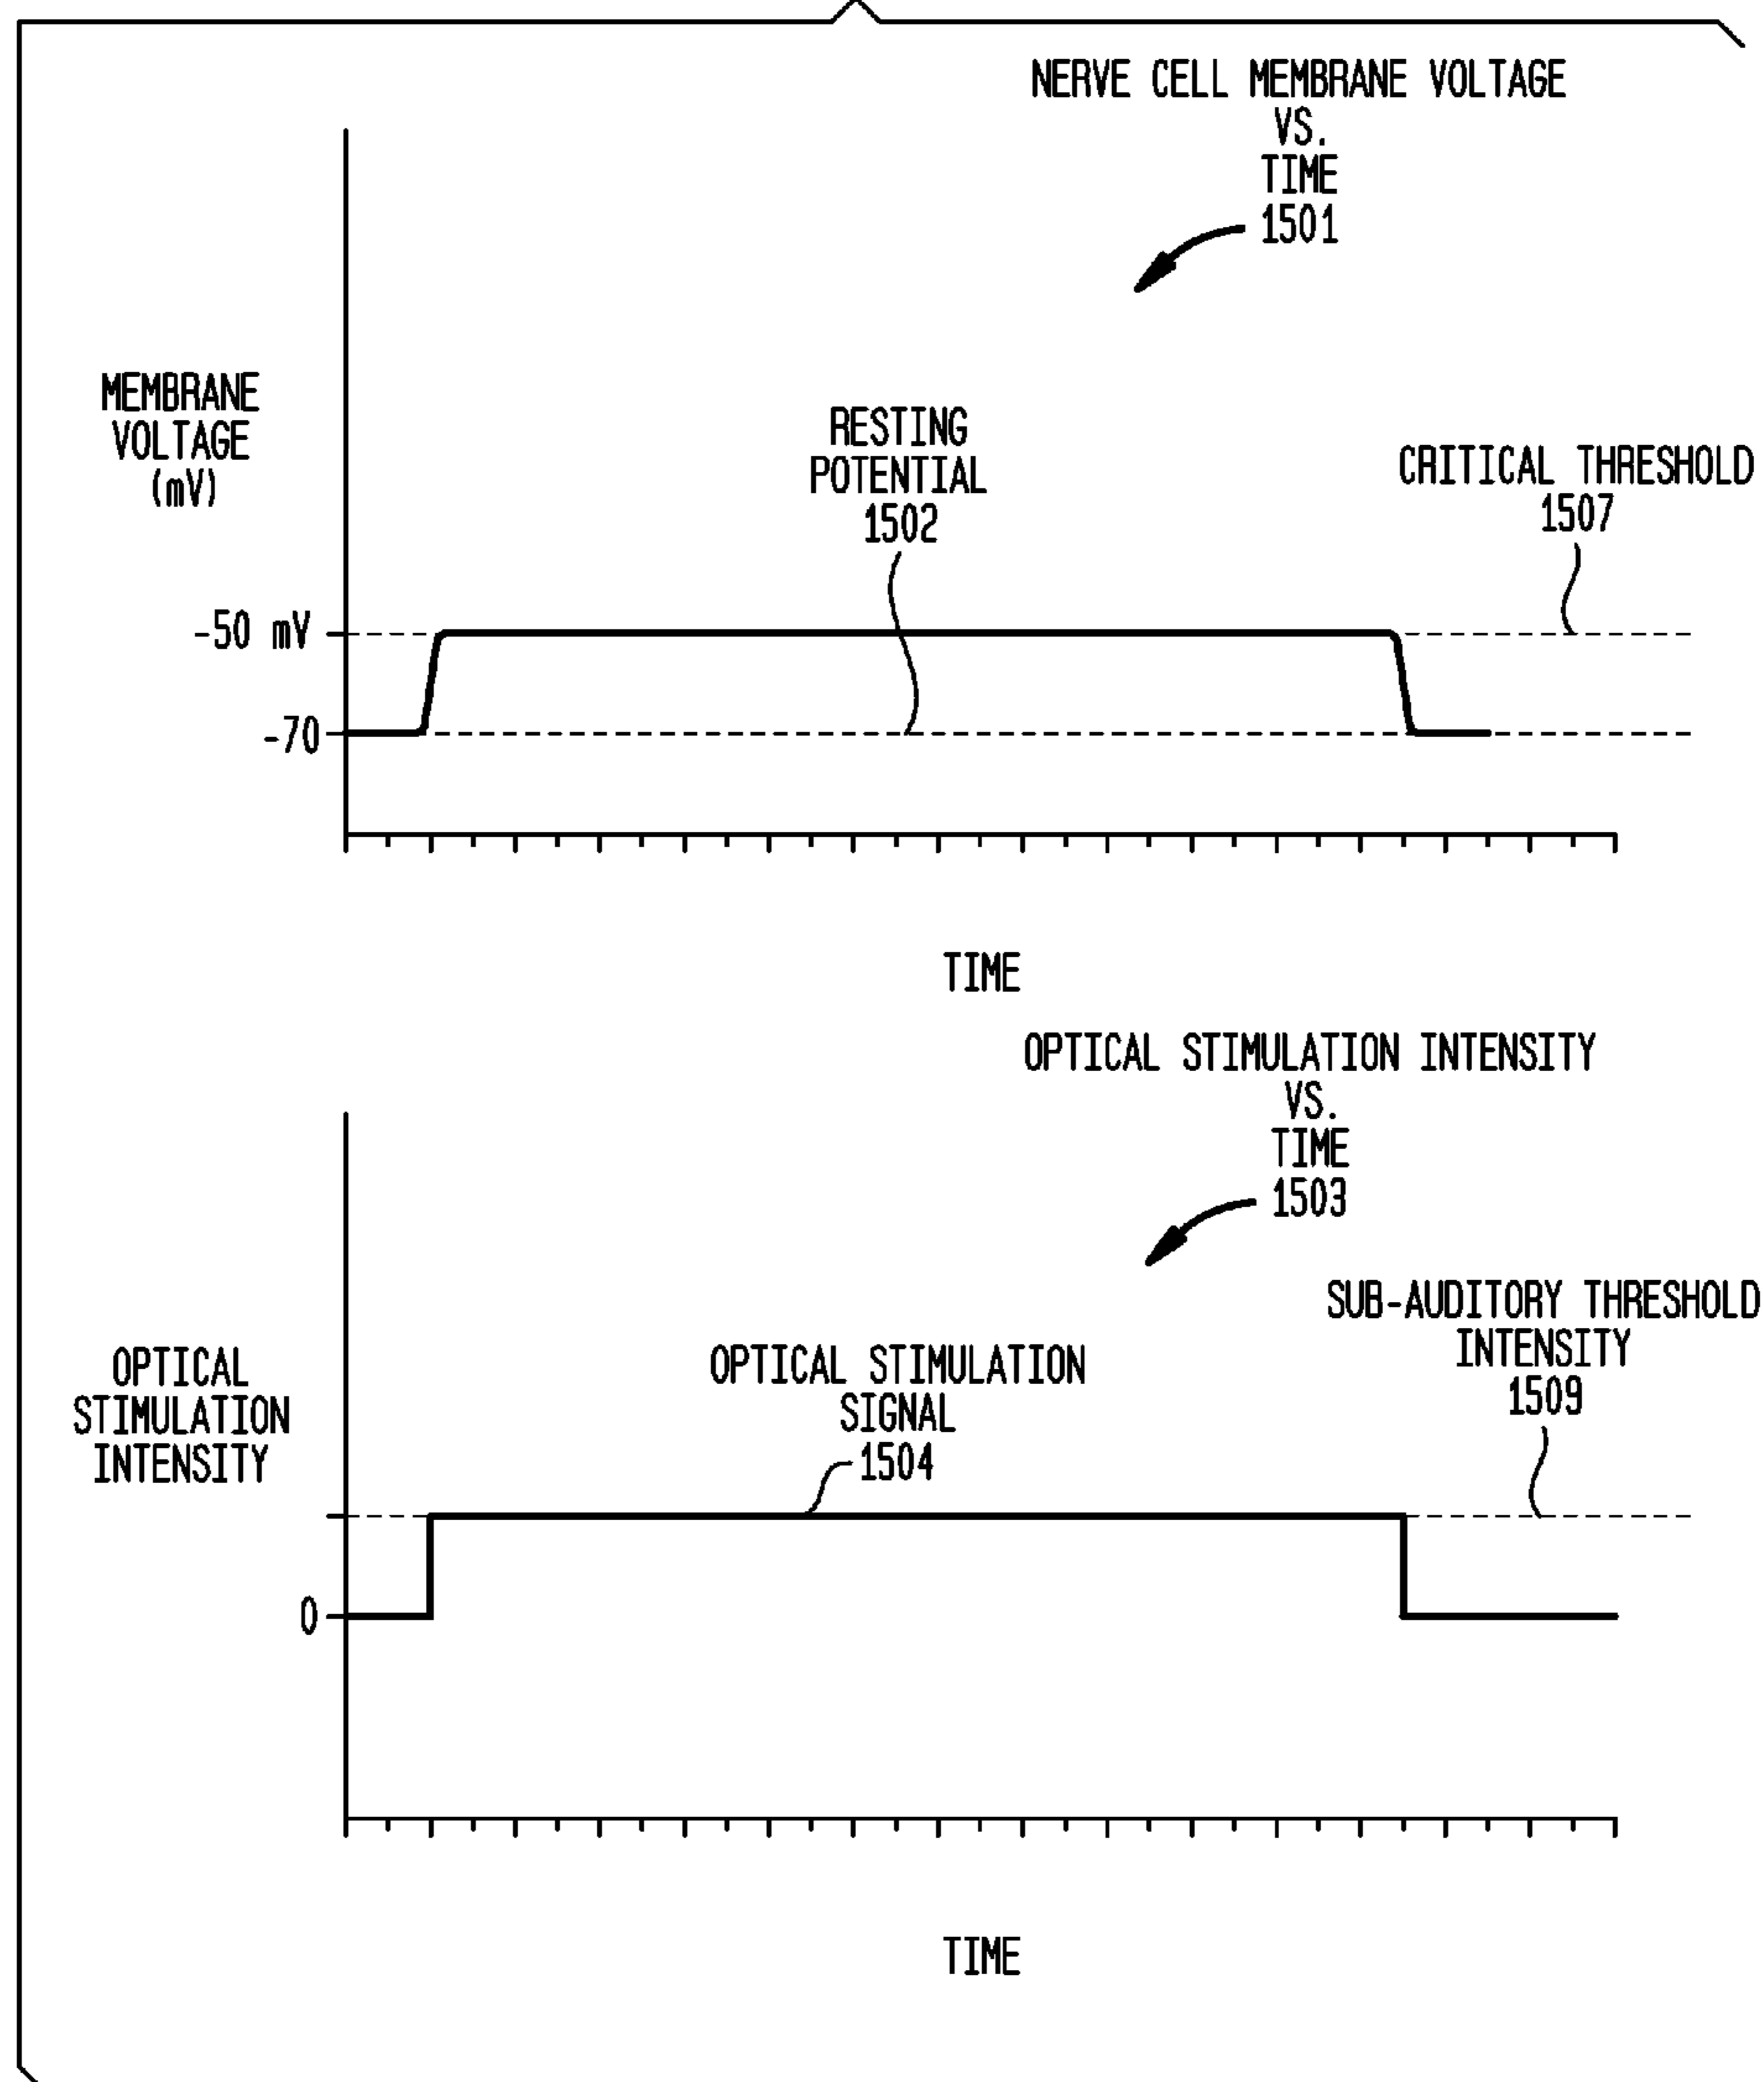 NERVE CELL MEMBRANE VOLTAGE
VS.
TIME
1501
MEMBRANE
VOLTAGE
(mV)
RESTING
POTENTIAL
1502
CRITICAL THRESHOLD
1507
-50 mV
-70
TIME
OPTICAL STIMULATION INTENSITY
VS.
TIME
1503
SUB-AUDITORY THRESHOLD
INTENSITY
1509
OPTICAL
STIMULATION
INTENSITY
OPTICAL STIMULATION
SIGNAL
1504
0
TIME